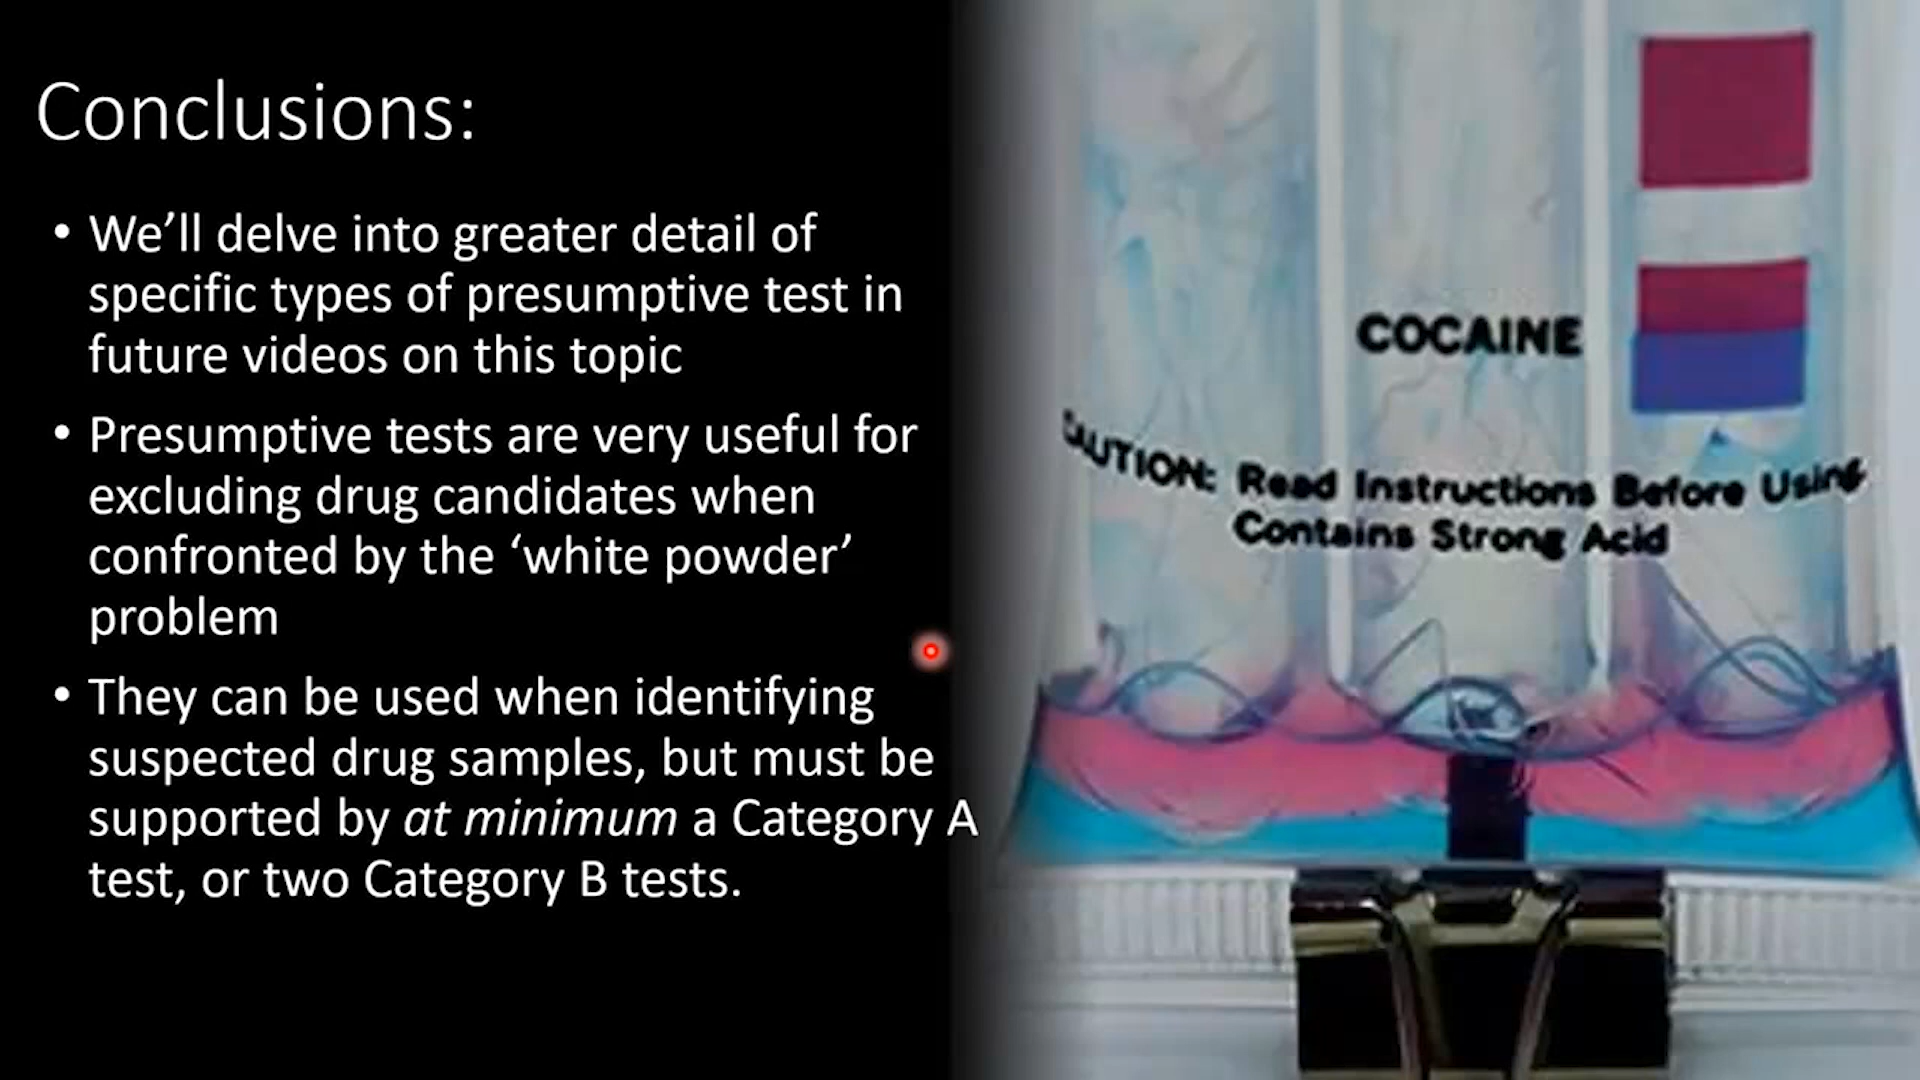 Conclusions:
• We’ll delve into greater detail of
specific types of presumptive test in
future videos on this topic
• Presumptive tests are very useful for
excluding drug candidates when
confronted by the ‘white powder’
problem
• They can be used when identifying
suspected drug samples, but must be
supported by at minimum a Category A
test, or two Category B tests.
COCAINE
CAUTION: Read Instructions Before Using
Contains Strong Acid